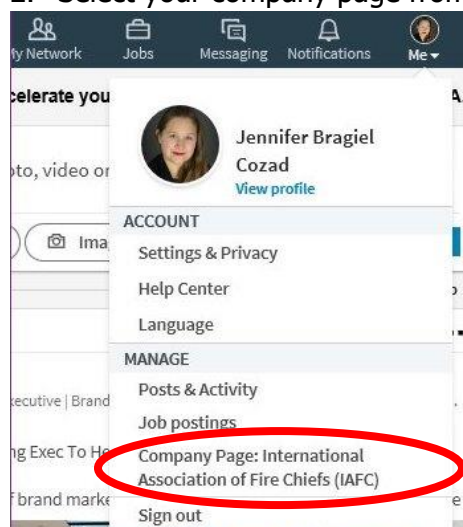 2. Select your company page from
My Network Jobs Messaging Notifications Me
celerate you
A
Jennifer Bragiel
Cozad
View profile
oto, video or
ACCOUNT
Ima
Settings & Privacy
Help Center
Language
MANAGE
Posts & Activity
xecutive | Brand
Job postings
ng Exec To He
Company Page: International
Association of Fire Chiefs (IAFC)
f brand marke
Sign out